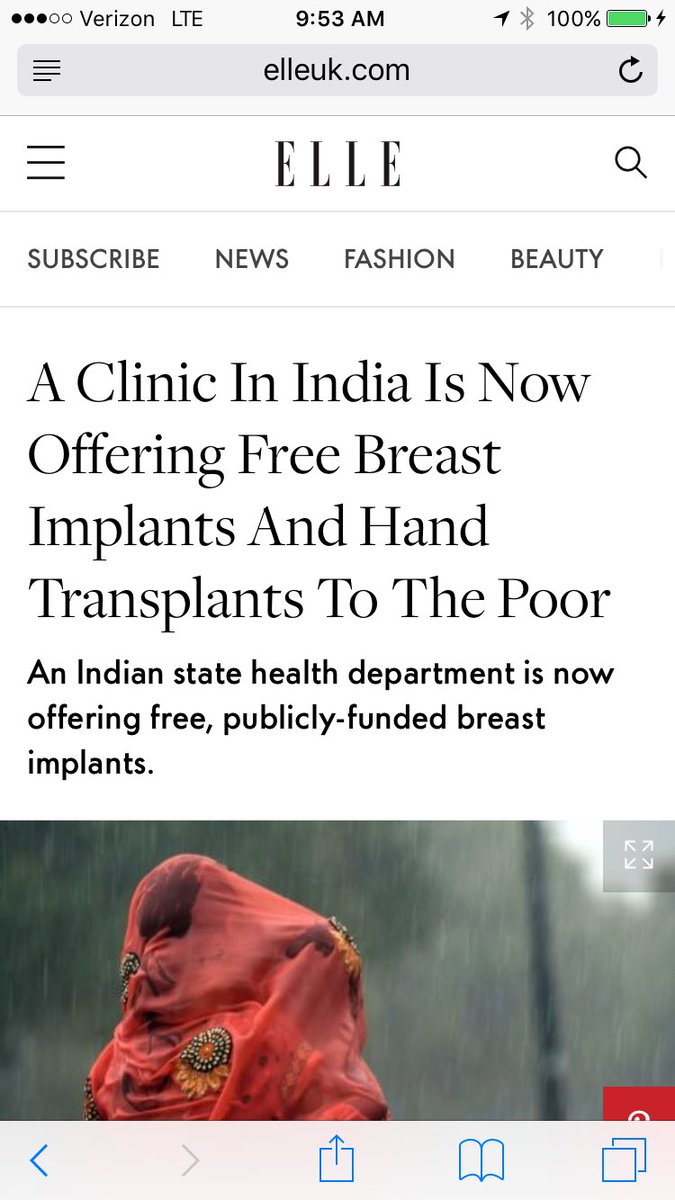 Verizon LTE 9:53 AM 100%
elleuk.com
ELLE
SUBSCRIBE NEWS FASHION BEAUTY
A Clinic In India Is Now
Offering Free Breast
Implants And Hand
Transplants To The Poor
An Indian state health department is now
offering free, publicly-funded breast
implants.